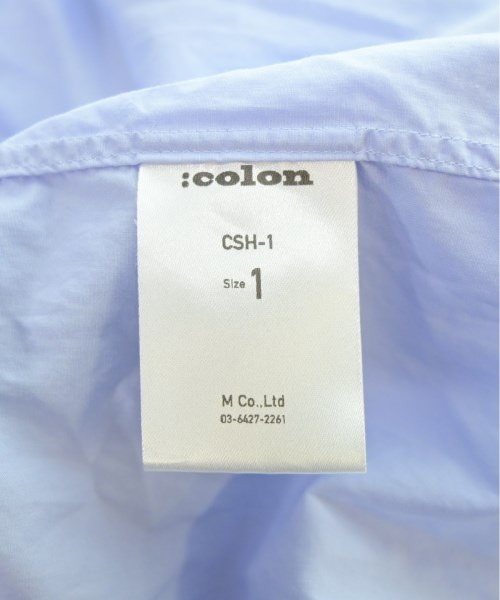 :colon
CSH-1
Size 1
M Co.,Ltd
03-6427-2261